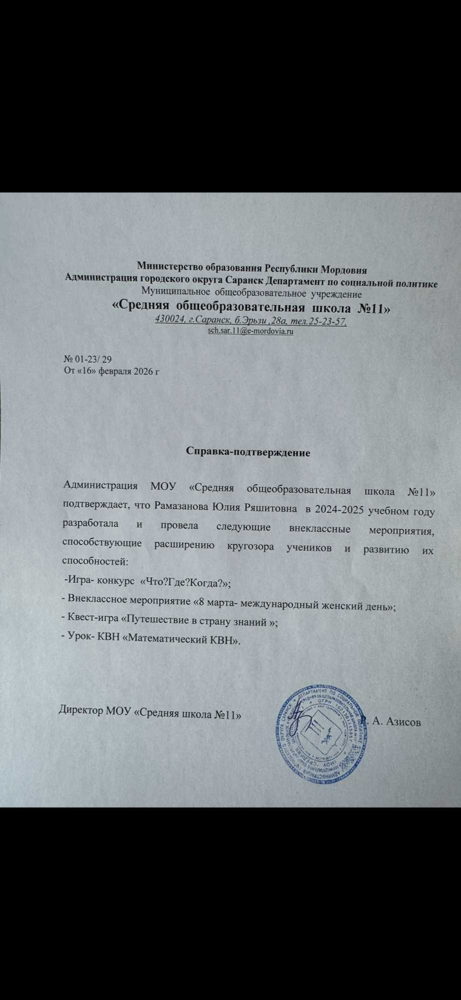 Министерство образования Республики Мордовия
Администрация городского округа Саранск Департамент по социальной политике
Муниципальное общеобразовательное учреждение
«Средняя общеобразовательная школа №11»
430024, г.Саранск, б.Эрьзи ,28а, тел.25-23-57,
sch.sar.11@e-mordovia.ru
№ 01-23/ 29
От «16» февраля 2026 г
Справка-подтверждение
Администрация МОУ «Средняя общеобразовательная школа №11»
подтверждает, что Рамазанова Юлия Ряшитовна в 2024-2025 учебном году
разработала и провела следующие внеклассные мероприятия,
способствующие расширению кругозора учеников и развитию их
способностей:
-Игра- конкурс «Что?Где?Когда?»;
- Внеклассное мероприятие «8 марта- международный женский день»;
- Квест-игра «Путешествие в страну знаний »;
- Урок- КВН «Математический КВН».
Директор МОУ «Средняя школа №11»
А. Азисов
ДЕПАРТАМЕНТ ПО СОЦИАЛЬНОЙ ПОЛИТИКЕ